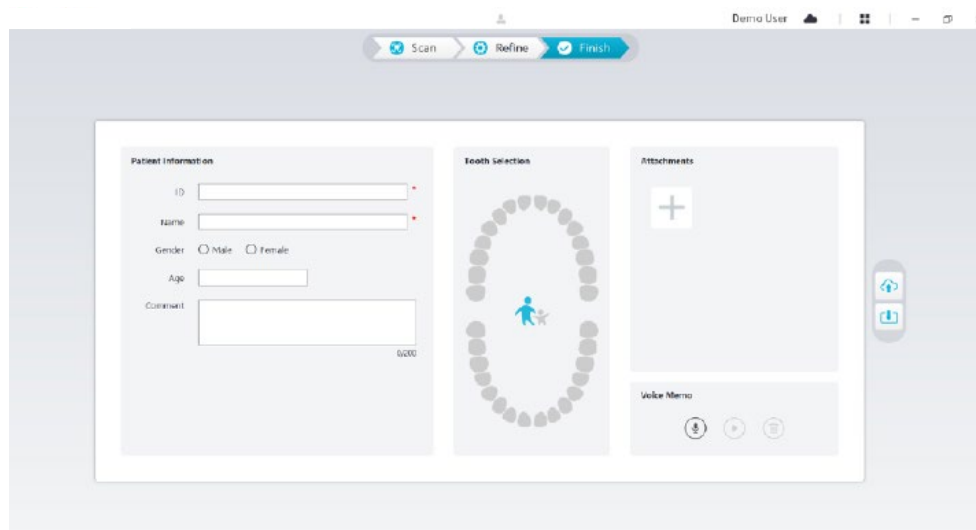 Demo User
Scan
Refine
Finish
Patient Information
ID
*
Name
*
Gender
Male
Female
Age
Comment
0/200
Tooth Selection
Attachments
Voice Memo